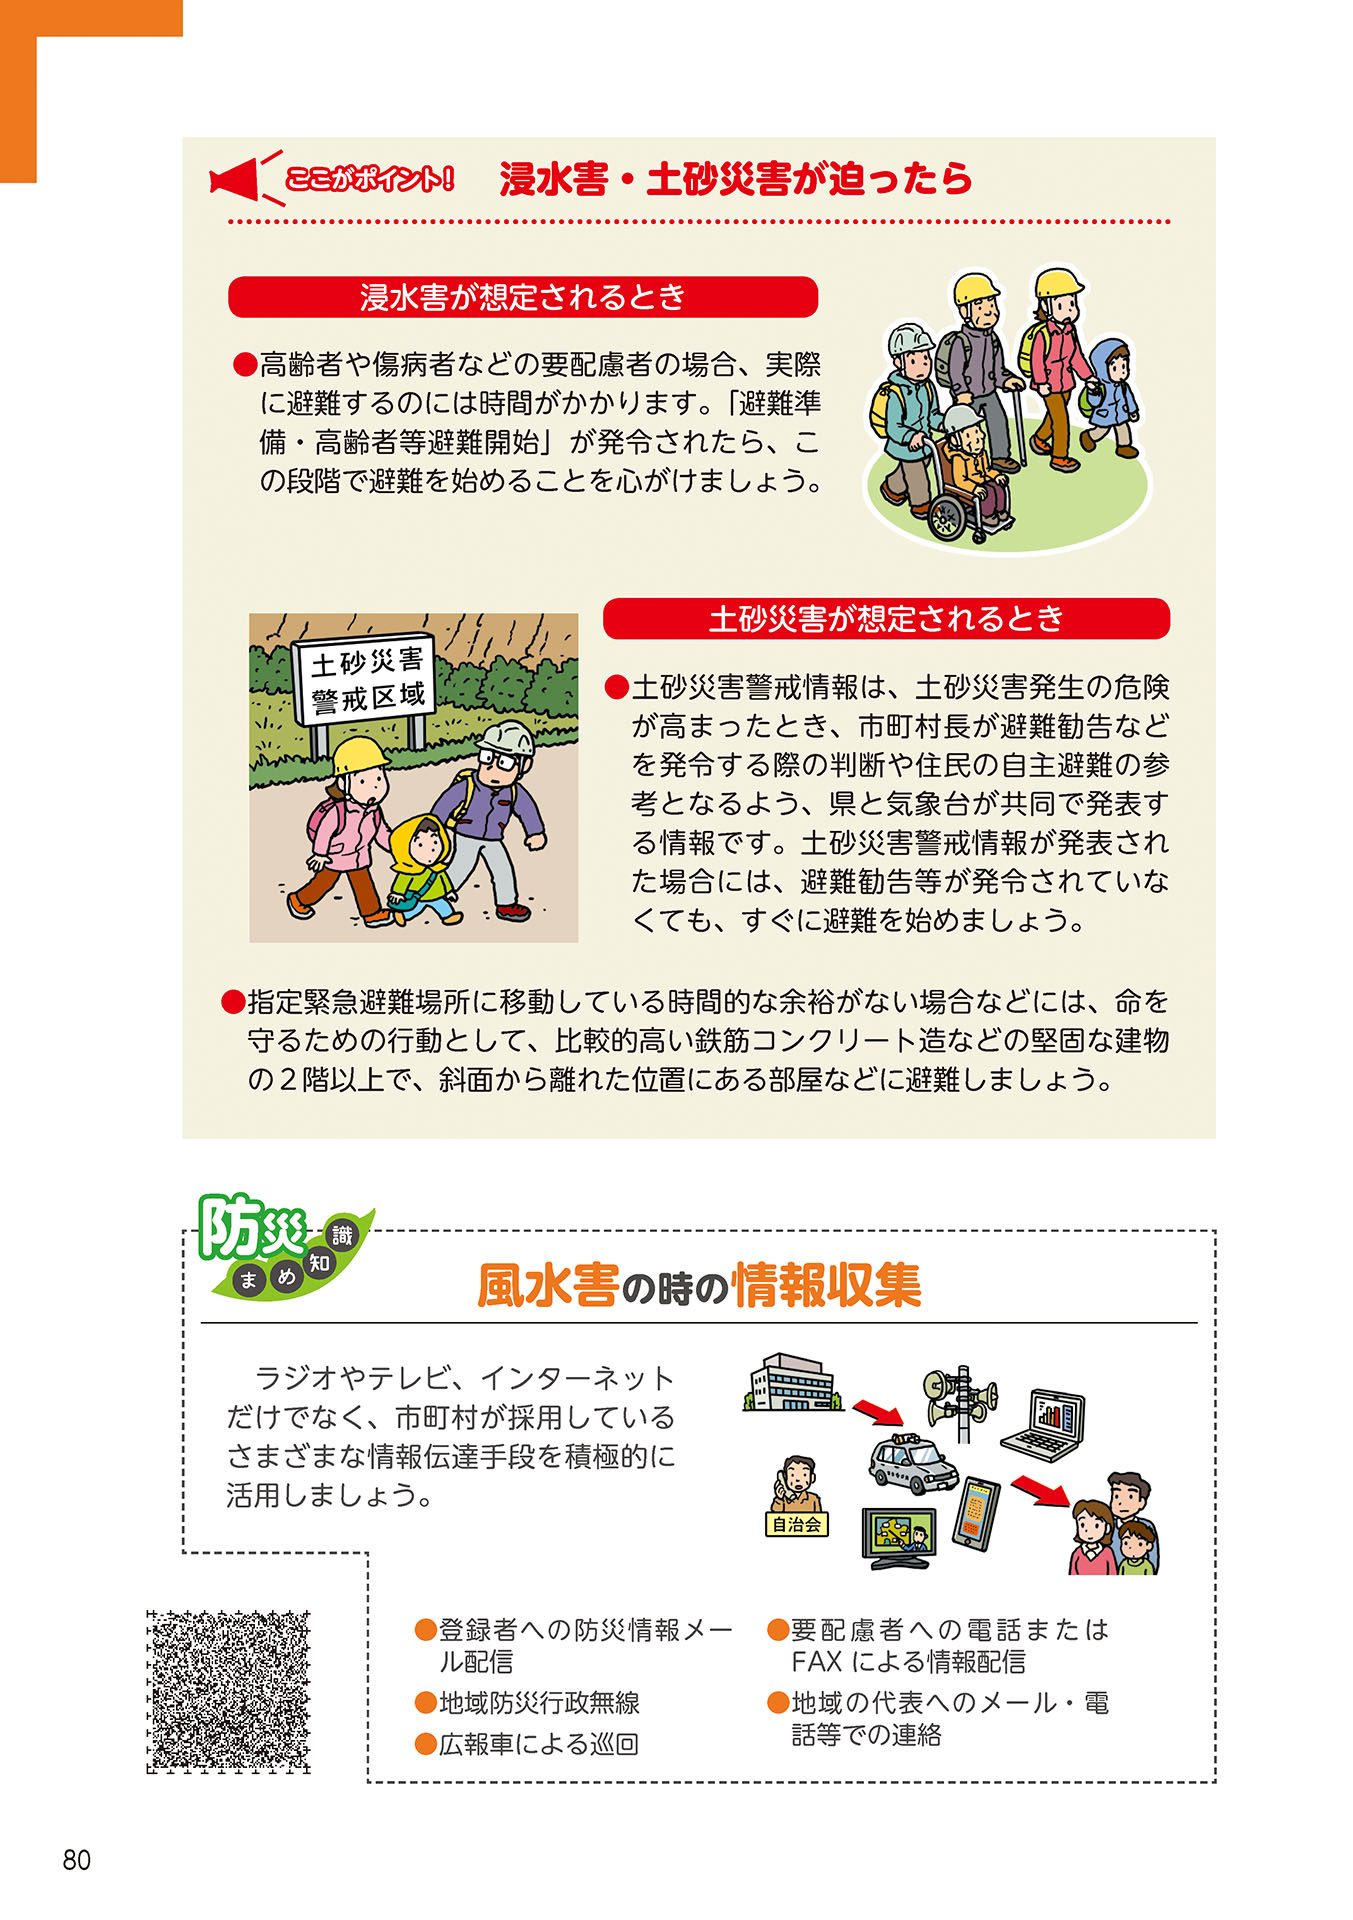 ここがポイント！ 浸水害・土砂災害が迫ったら
浸水害が想定されるとき
●高齢者や傷病者などの要配慮者の場合、実際
に避難するのには時間がかかります。「避難準
備・高齢者等避難開始」が発令されたら、こ
の段階で避難を始めることを心がけましょう。
土砂災害
警戒区域
土砂災害が想定されるとき
●土砂災害警戒情報は、土砂災害発生の危険
が高まったとき、市町村長が避難勧告など
を発令する際の判断や住民の自主避難の参
考となるよう、県と気象台が共同で発表す
る情報です。土砂災害警戒情報が発表され
た場合には、避難勧告等が発令されていな
くても、すぐに避難を始めましょう。
●指定緊急避難場所に移動している時間的な余裕がない場合などには、命を
守るための行動として、比較的高い鉄筋コンクリート造などの堅固な建物
の２階以上で、斜面から離れた位置にある部屋などに避難しましょう。
防災
まめ知識
風水害の時の情報収集
ラジオやテレビ、インターネット
だけでなく、市町村が採用している
さまざまな情報伝達手段を積極的に
活用しましょう。
自治会
●登録者への防災情報メー
ル配信
●地域防災行政無線
●広報車による巡回
●要配慮者への電話または
FAX による情報配信
●地域の代表へのメール・電
話等での連絡
80